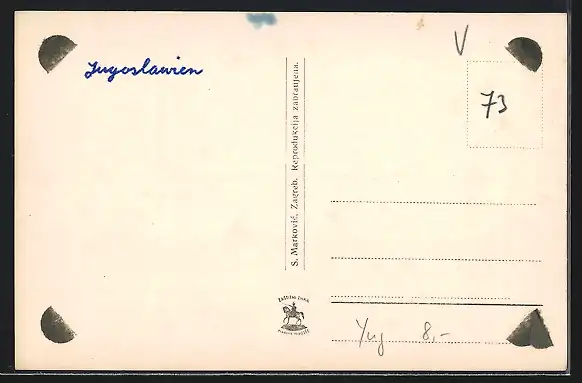 Jugoslawien
V
73
S. Marković, Zagreb. Reprodukcija zabranjena.
Yug 8,-